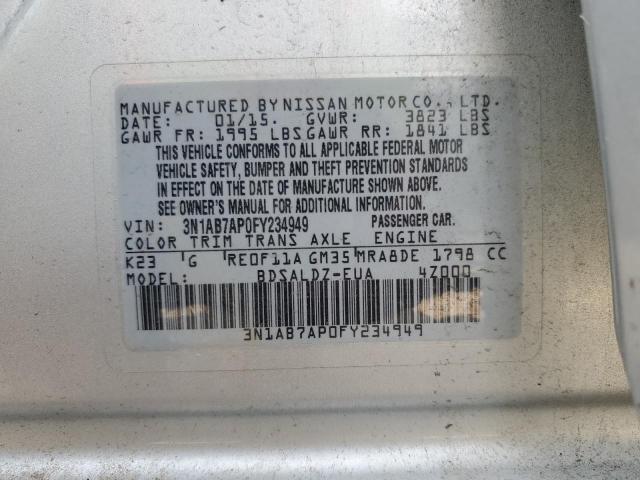 MANUFACTURED BY NISSAN MOTOR CO., LTD.
DATE: 01/15. GVWR: 3823 LBS
GAWR FR: 1995 LBS GAWR RR: 1841 LBS
THIS VEHICLE CONFORMS TO ALL APPLICABLE FEDERAL MOTOR
VEHICLE SAFETY, BUMPER AND THEFT PREVENTION STANDARDS
IN EFFECT ON THE DATE OF MANUFACTURE SHOWN ABOVE.
SEE OWNER'S MANUAL FOR ADDITIONAL INFORMATION.
VIN: 3N1AB7AP0FY234949 PASSENGER CAR.
COLOR TRIM TRANS AXLE ENGINE
K23 G RE0F11A GM35 MRA8DE 1798 CC
MODEL: BDSALDZ-EUA 4Z000
3N1AB7AP0FY234949